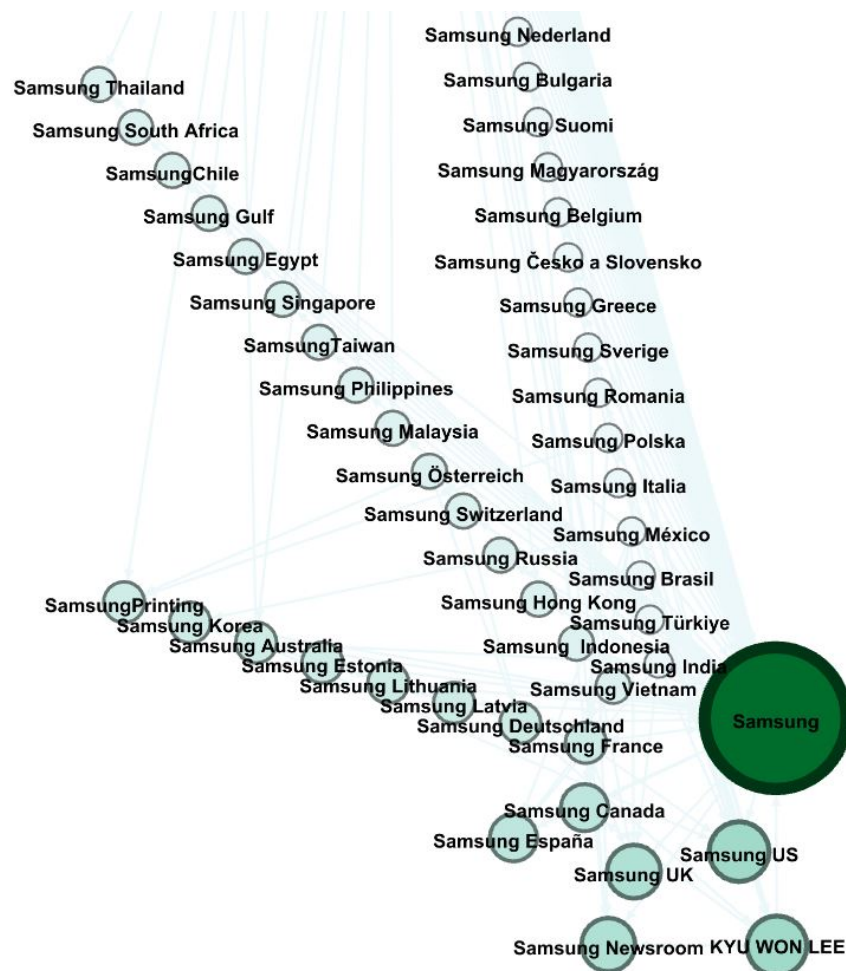 Samsung Nederland
Samsung Bulgaria
Samsung Thailand
Samsung Suomi
Samsung South Africa
Samsung Magyarország
SamsungChile
Samsung Gulf
Samsung Belgium
Samsung Egypt
Samsung Česko a Slovensko
Samsung Singapore
Samsung Greece
SamsungTaiwan
Samsung Sverige
Samsung Philippines
Samsung Romania
Samsung Malaysia
Samsung Polska
Samsung Österreich
Samsung Italia
Samsung Switzerland
Samsung México
Samsung Russia
Samsung Brasil
Samsung Hong Kong
SamsungPrinting
Samsung Türkiye
Samsung Korea
Samsung Australia
Samsung Indonesia
Samsung Estonia
Samsung India
Samsung Lithuania
Samsung Vietnam
Samsung Latvia
Samsung
Samsung Deutschland
Samsung France
Samsung Canada
Samsung España
Samsung US
Samsung UK
Samsung Newsroom
KYU WON LEE